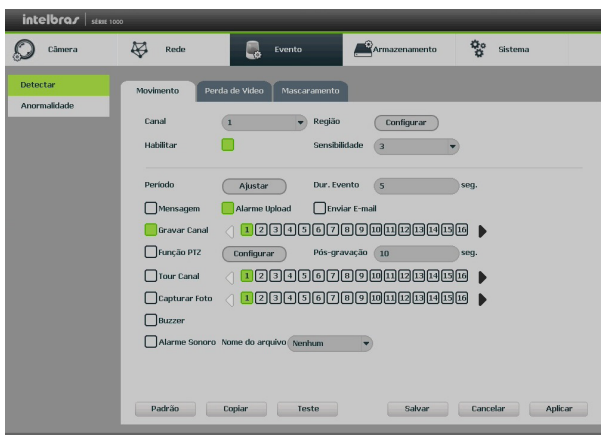 intelbras SÉRIE 1000
Câmera Rede Evento Armazenamento Sistema
Detectar
Anormalidade
Movimento Perda de Vídeo Mascaramento
Canal 1 Região Configurar
Habilitar Sensibilidade 3
Período Ajustar Dur. Evento 5 seg.
Mensagem Alarme Upload Enviar E-mail
Gravar Canal 1 2 3 4 5 6 7 8 9 10 11 12 13 14 15 16
Função PTZ Configurar Pós-gravação 10 seg.
Tour Canal 1 2 3 4 5 6 7 8 9 10 11 12 13 14 15 16
Capturar Foto 1 2 3 4 5 6 7 8 9 10 11 12 13 14 15 16
Buzzer
Alarme Sonoro Nome do arquivo Nenhum
Padrão Copiar Teste Salvar Cancelar Aplicar